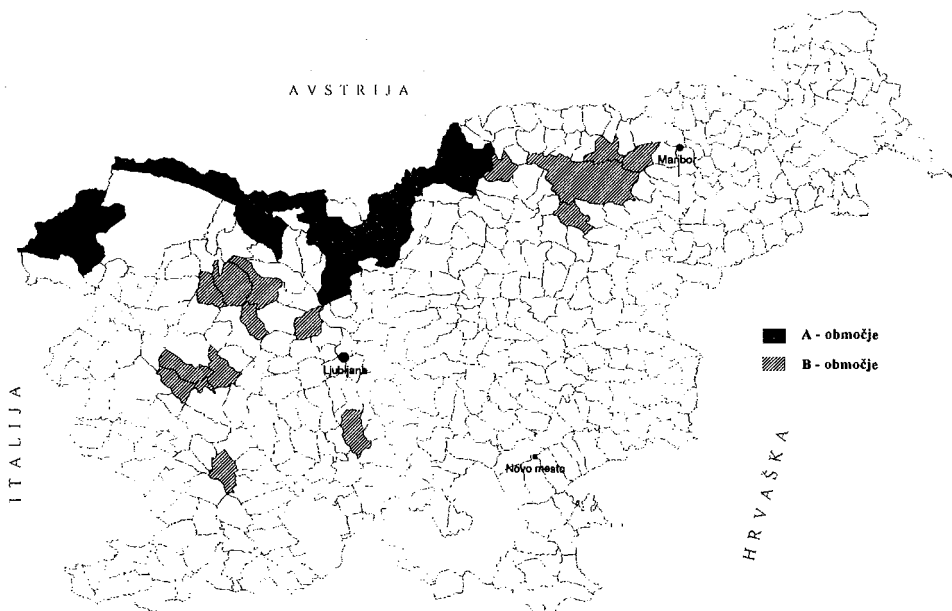 AVSTRIJA
Maribor
A - območje
B - območje
Ljubljana
ITALIJA
Novo mesto
HRVAŠKA